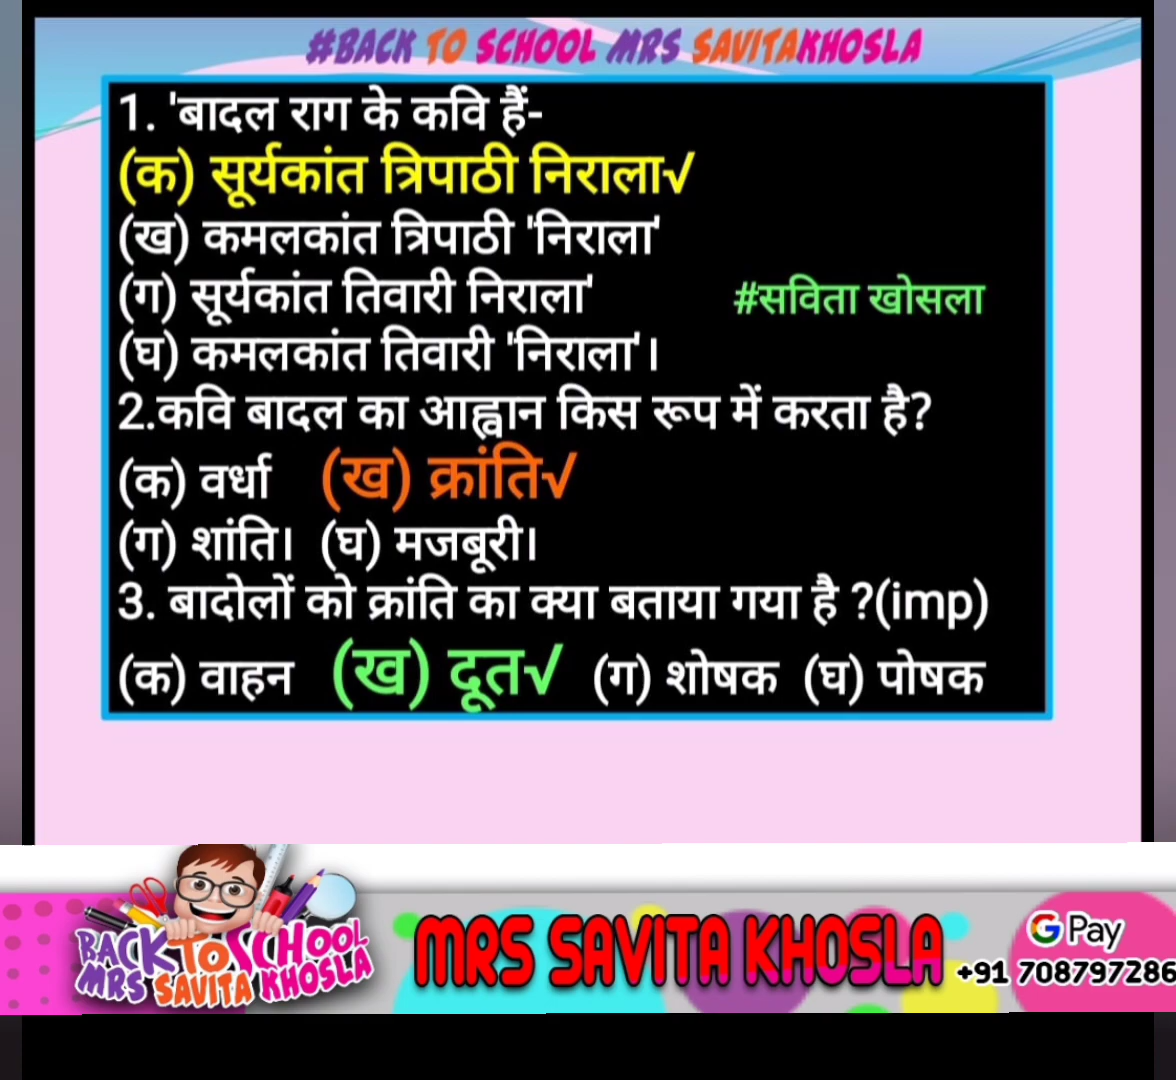 #BACK TO SCHOOL MRS SAVITAKHOSLA
1. 'बादल राग के कवि हैं-
(क) सूर्यकांत त्रिपाठी निराला√
(ख) कमलकांत त्रिपाठी 'निराला'
(ग) सूर्यकांत तिवारी निराला'
#सविता खोसला
(घ) कमलकांत तिवारी 'निराला'।
2.कवि बादल का आह्वान किस रूप में करता है?
(क) वर्धा (ख) क्रांति√
(ग) शांति। (घ) मजबूरी।
3. बादोलों को क्रांति का क्या बताया गया है ?(imp)
(क) वाहन (ख) दूत√ (ग) शोषक (घ) पोषक
BACK TO SCHOOL
MRS SAVITA KHOSLA
MRS SAVITA KHOSLA
G Pay
+91 708797286